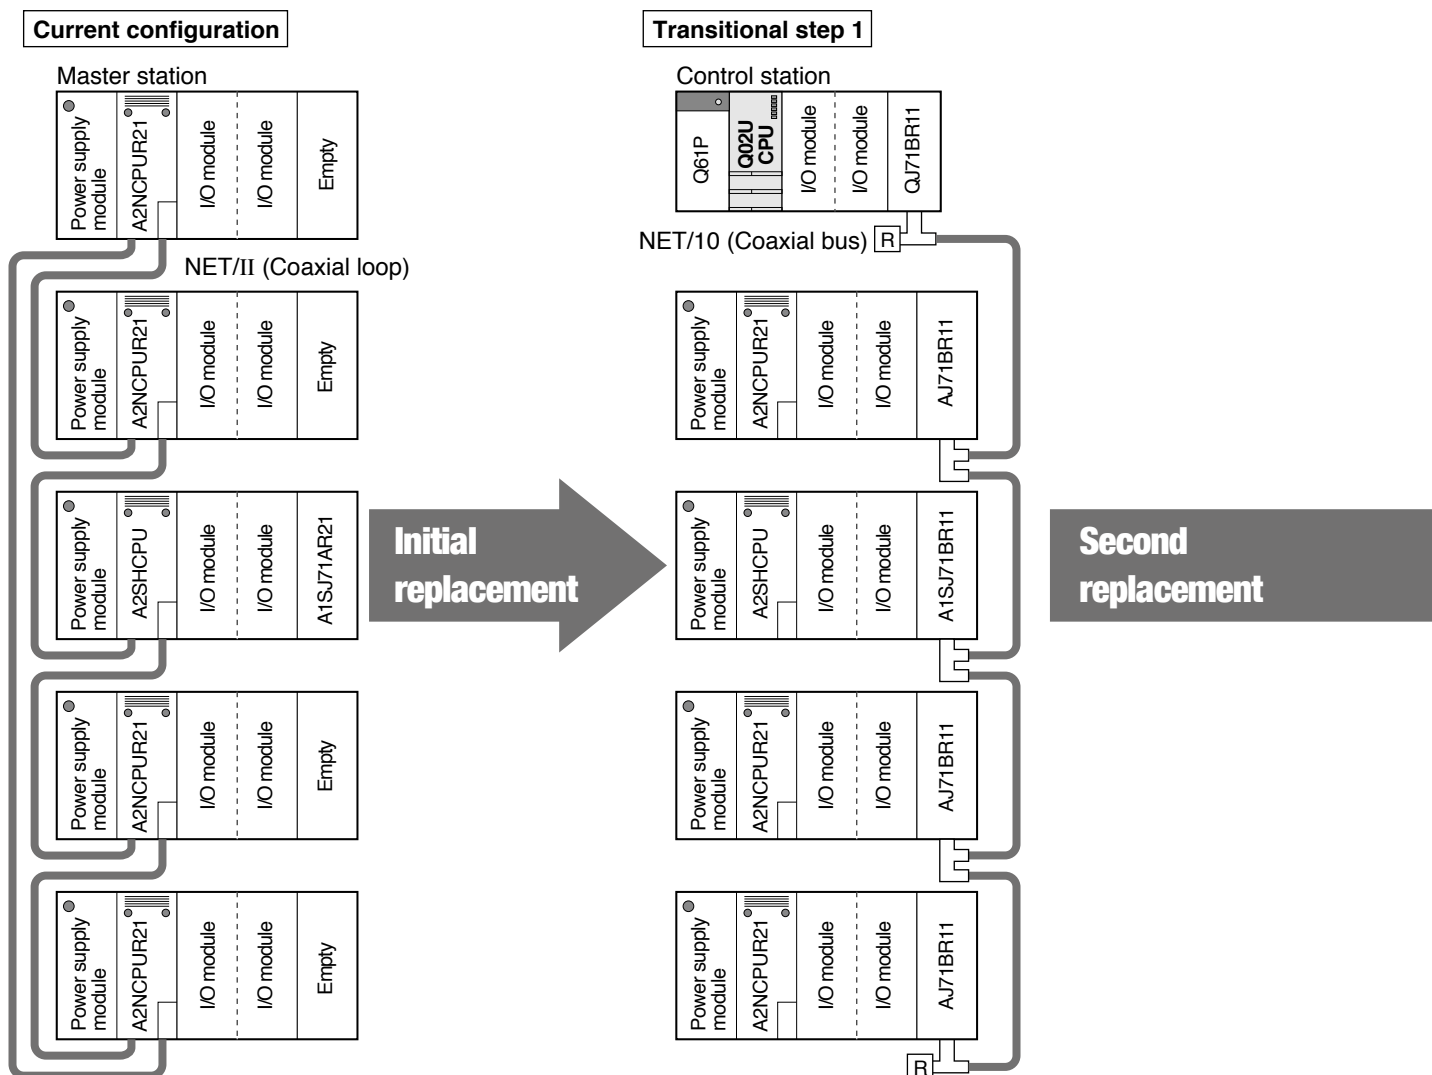 Current configuration
Master station
Power supply
module
A2NCPUR21
I/O module
I/O module
Empty
NET/II (Coaxial loop)
Power supply
module
A2NCPUR21
I/O module
I/O module
Empty
Power supply
module
A2SHCPU
I/O module
I/O module
A1SJ71AR21
Power supply
module
A2NCPUR21
I/O module
I/O module
Empty
Power supply
module
A2NCPUR21
I/O module
I/O module
Empty
Initial
replacement
Transitional step 1
Control station
Q61P
Q02U
CPU
I/O module
I/O module
QJ71BR11
NET/10 (Coaxial bus)
R
Power supply
module
A2NCPUR21
I/O module
I/O module
AJ71BR11
Power supply
module
A2SHCPU
I/O module
I/O module
A1SJ71BR11
Power supply
module
A2NCPUR21
I/O module
I/O module
AJ71BR11
Power supply
module
A2NCPUR21
I/O module
I/O module
AJ71BR11
R
Second
replacement